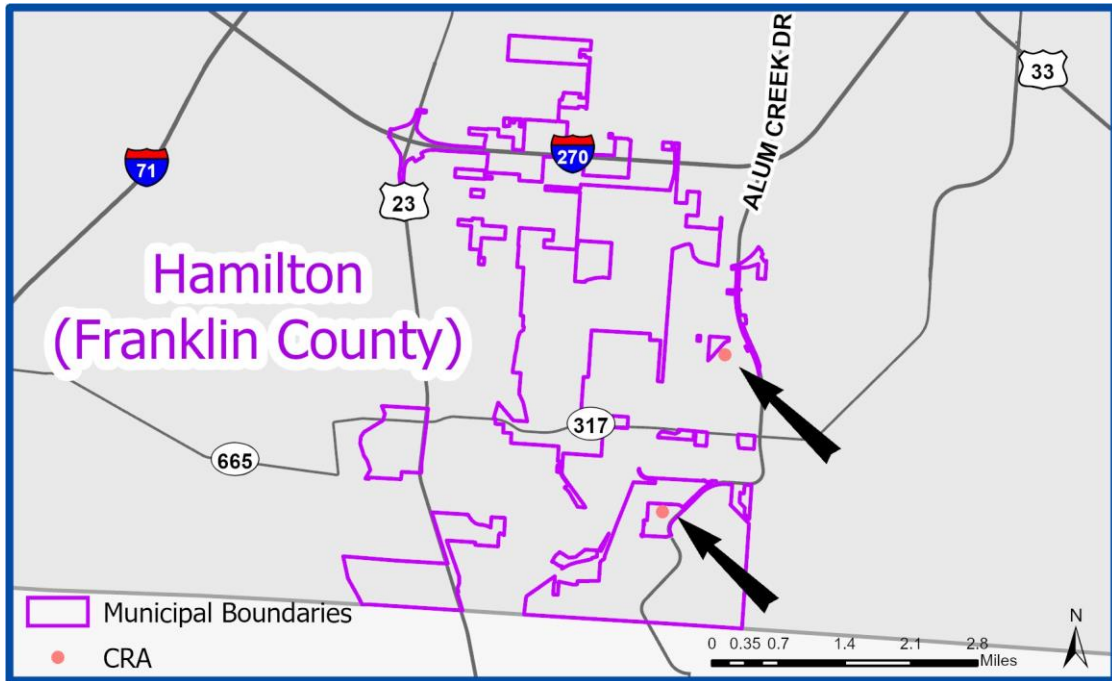 33
ALUM CREEK DR
270
71
23
Hamilton
(Franklin County)
317
665
Municipal Boundaries
CRA
N
0 0.35 0.7 1.4 2.1 2.8
Miles